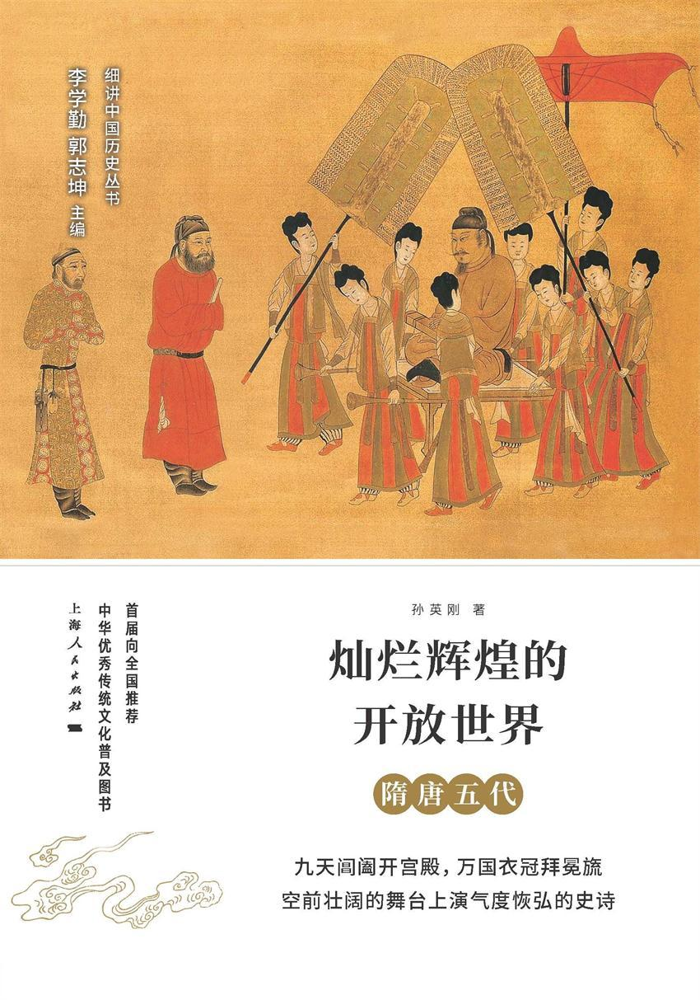 细讲中国历史丛书
李学勤 郭志坤 主编
孙英刚 著
灿烂辉煌的
开放世界
隋唐五代
九天阊阖开宫殿，万国衣冠拜冕旒
空前壮阔的舞台上演气度恢弘的史诗
首届向全国推荐
中华优秀传统文化普及图书
上海人民出版社